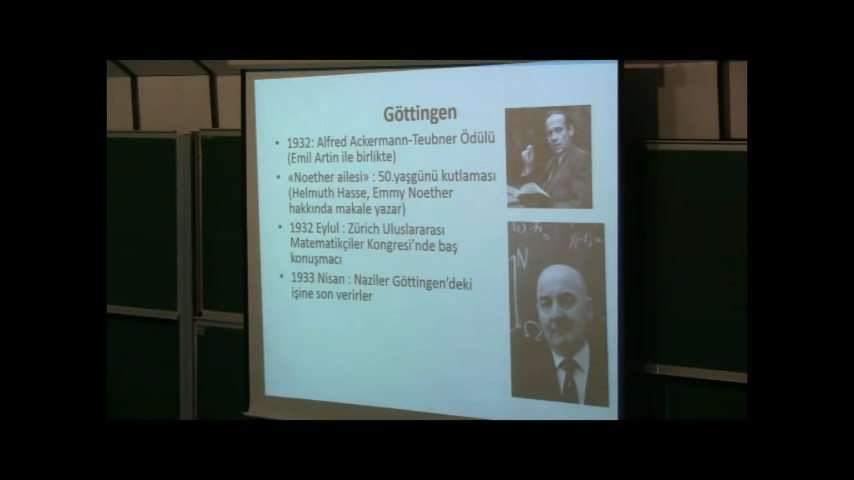 Göttingen
• 1932: Alfred Ackermann-Teubner Ödülü
(Emil Artin ile birlikte)
• «Noether ailesi» : 50.yaşgünü kutlaması
(Helmuth Hasse, Emmy Noether
hakkında makale yazar)
• 1932 Eylul : Zürich Uluslararası
Matematikçiler Kongresi'nde baş
konuşmacı
• 1933 Nisan : Naziler Göttingen'deki
işine son verirler